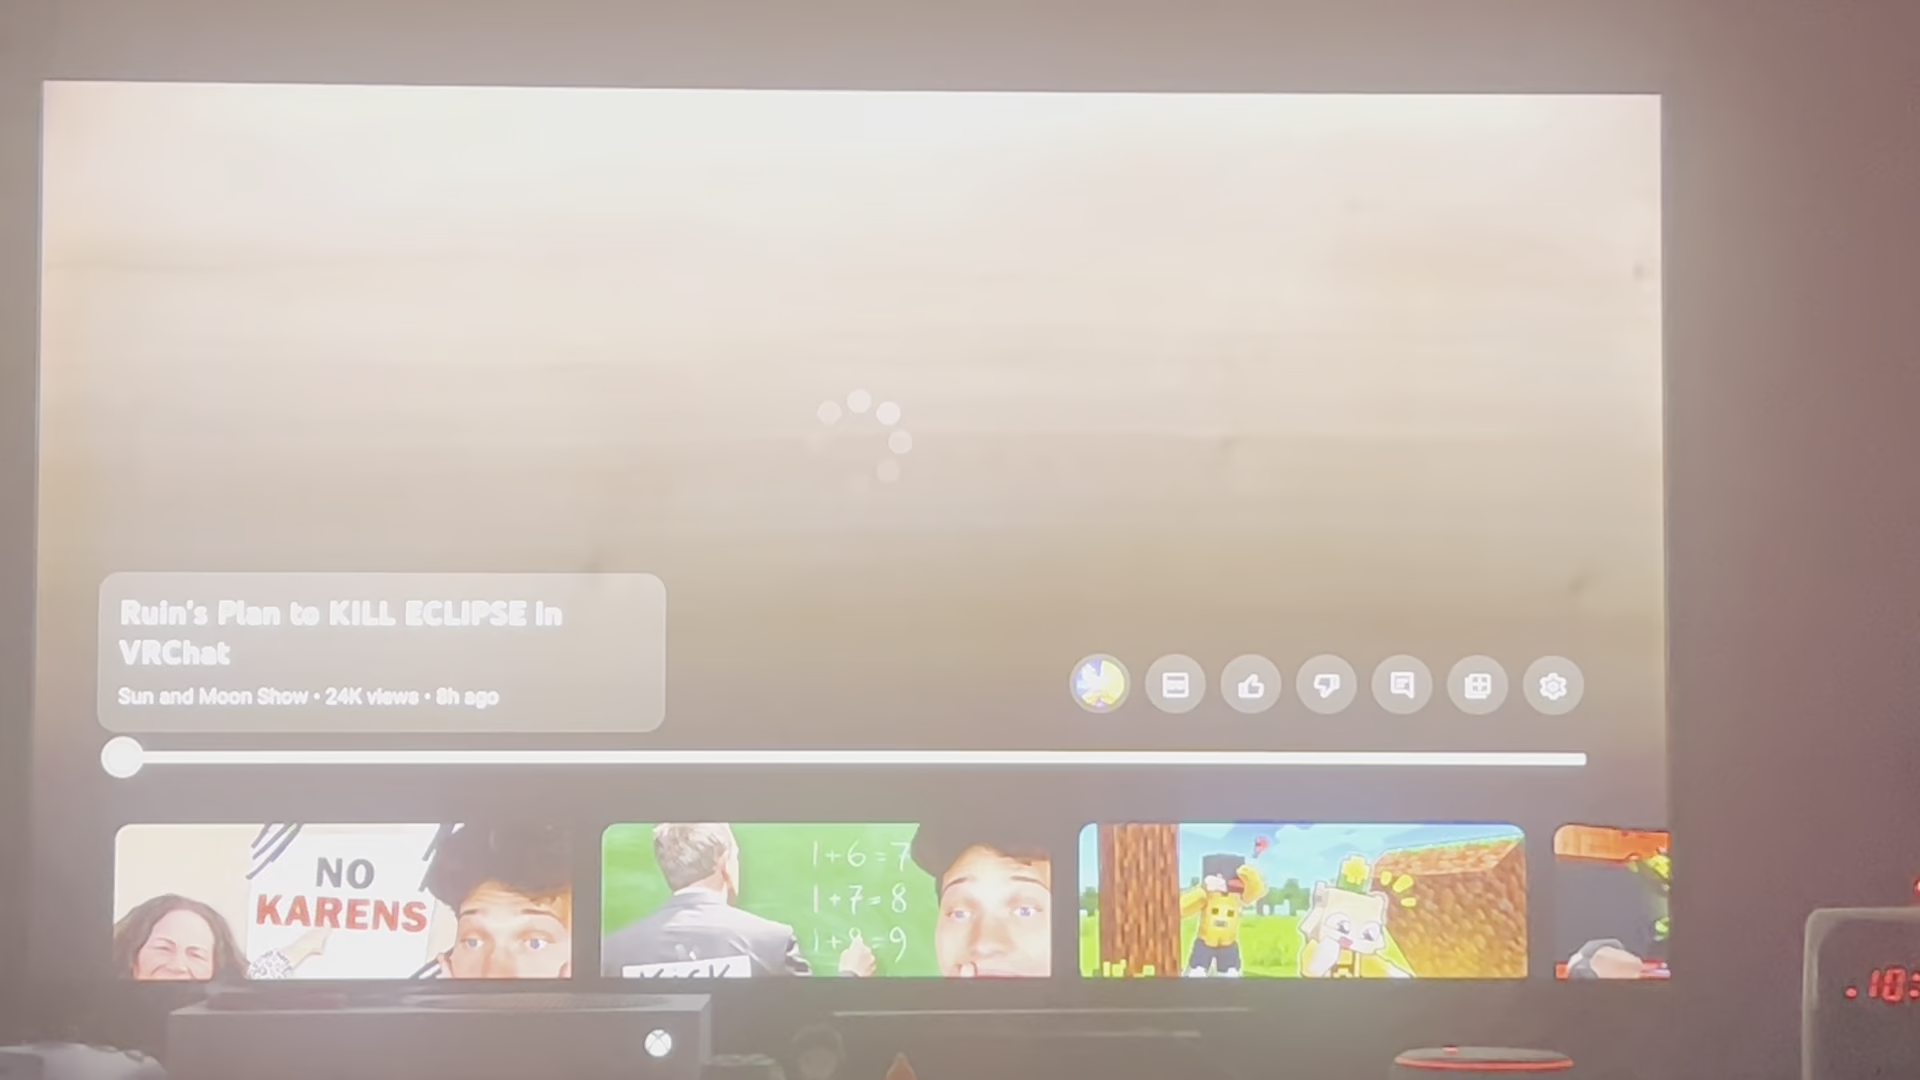 Ruin's Plan to KILL ECLIPSE in
VRChat
Sun and Moon Show • 24K views • 8h ago
NO
KARENS
1+6=7
1+7=8
1+8=9